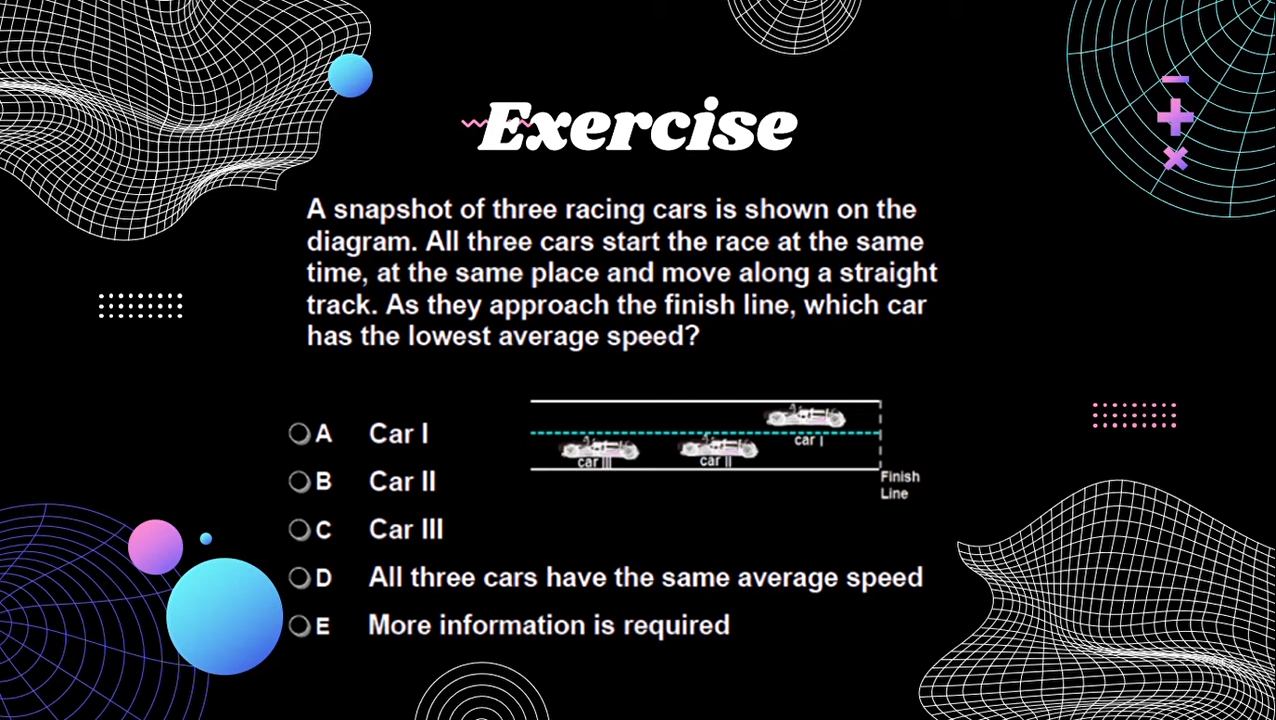 Exercise
A snapshot of three racing cars is shown on the
diagram. All three cars start the race at the same
time, at the same place and move along a straight
track. As they approach the finish line, which car
has the lowest average speed?
A Car I
B Car II
C Car III
D All three cars have the same average speed
E More information is required
car I
car III
car II
Finish
Line